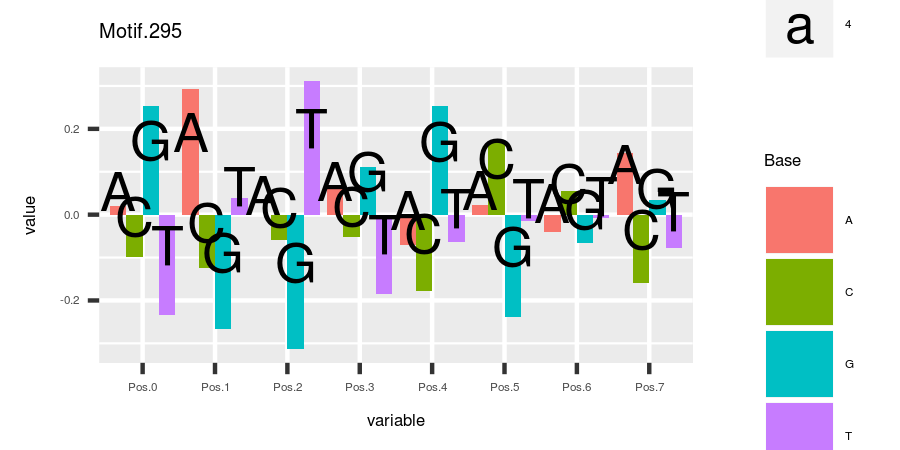 Motif.295
a 4
value
0.2
0.0
-0.2
A C G T
A C G T
A C G T
A C G T
A C G T
A C G T
A C G T
A C G T
Pos.0 Pos.1 Pos.2 Pos.3 Pos.4 Pos.5 Pos.6 Pos.7
variable
Base
A
C
G
T